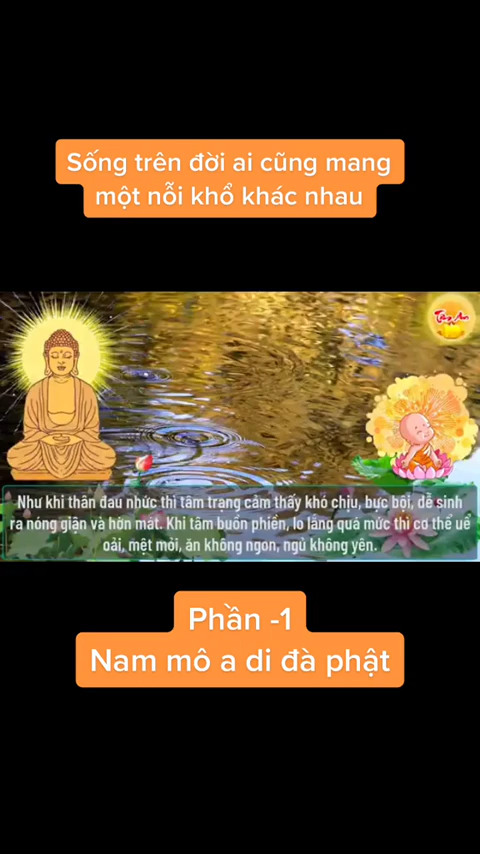 Sống trên đời ai cũng mang
một nỗi khổ khác nhau
Tâm An
Như khi thân đau nhức thì tâm trạng cảm thấy khó chịu, bực bội, dễ sinh
ra nóng giận và hờn mát. Khi tâm buồn phiền, lo lắng quá mức thì cơ thể uể
oải, mệt mỏi, ăn không ngon, ngủ không yên.
Phần -1
Nam mô a di đà phật